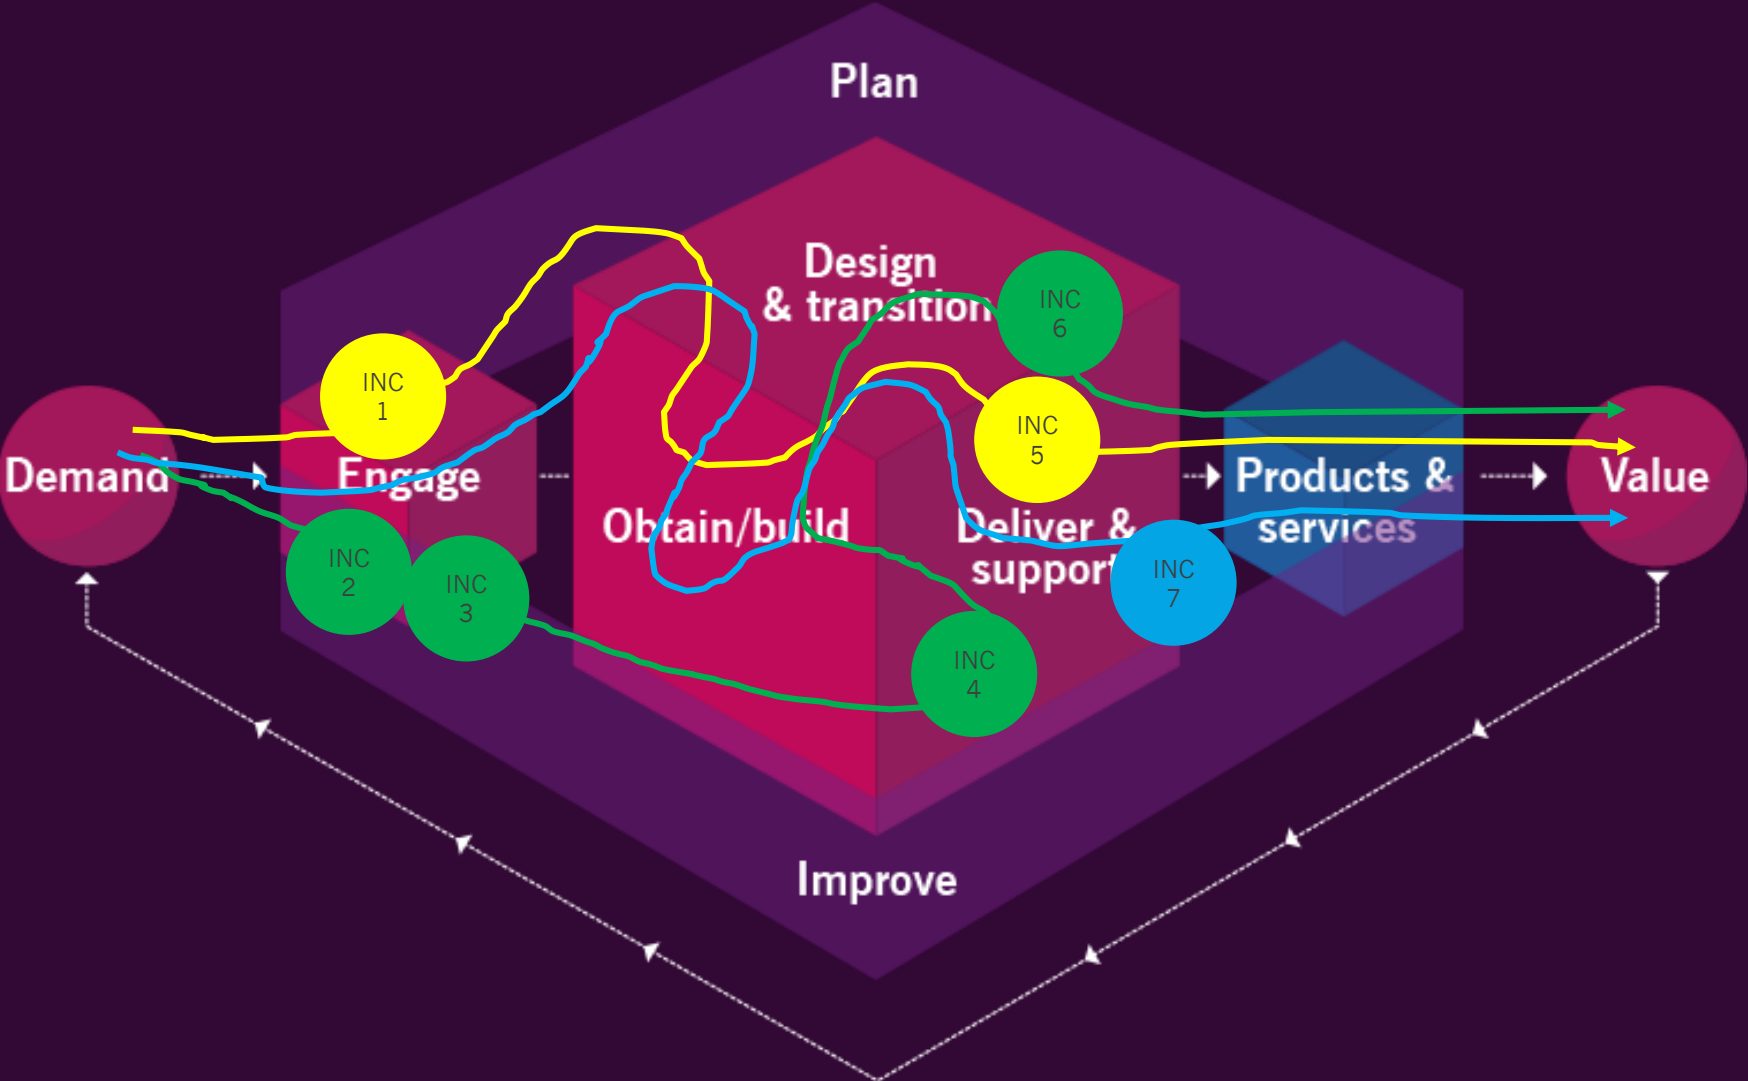 Plan
Design
& transition
INC
6
INC
1
INC
5
Demand
Engage
Products &
services
Value
Obtain/build
Deliver &
support
INC
2
INC
3
INC
7
INC
4
Improve